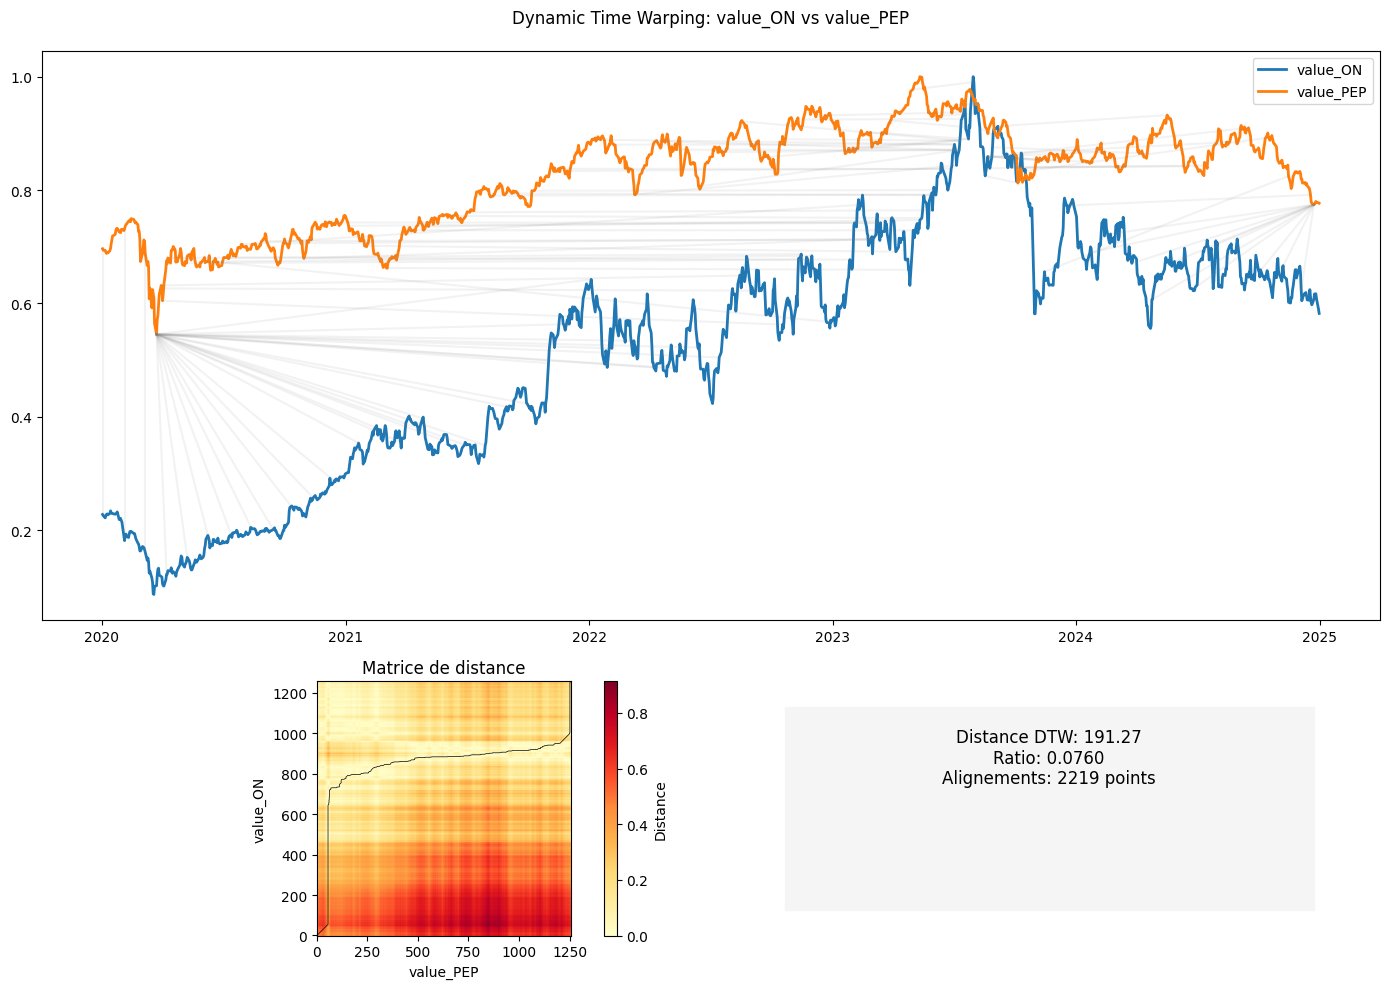 Dynamic Time Warping: value_ON vs value_PEP
value_ON
value_PEP
1.0
0.8
0.6
0.4
0.2
2020
2021
2022
2023
2024
2025
Matrice de distance
value_ON
1200
1000
800
600
400
200
0
0
250
500
750
1000
1250
value_PEP
0.8
0.6
0.4
0.2
0.0
Distance
Distance DTW: 191.27
Ratio: 0.0760
Alignements: 2219 points